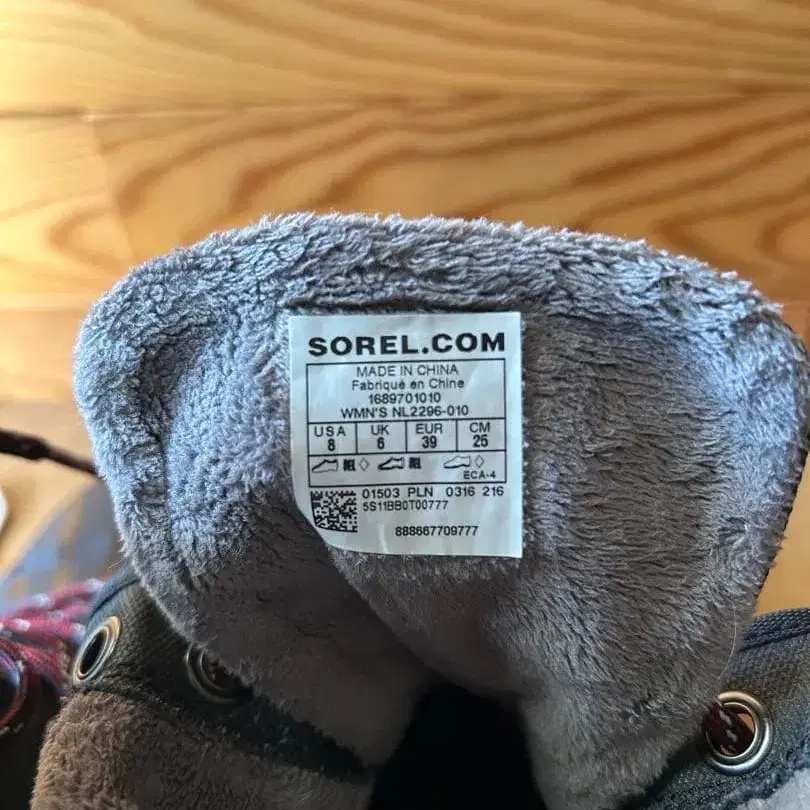 SOREL.COM
MADE IN CHINA
Fabriqué en Chine
1689701010
WMN'S NL2296-010
USA UK EUR CM
8 6 39 25
ECA-4
01503 PLN 0316 216
5S11BB0T00777
888667709777